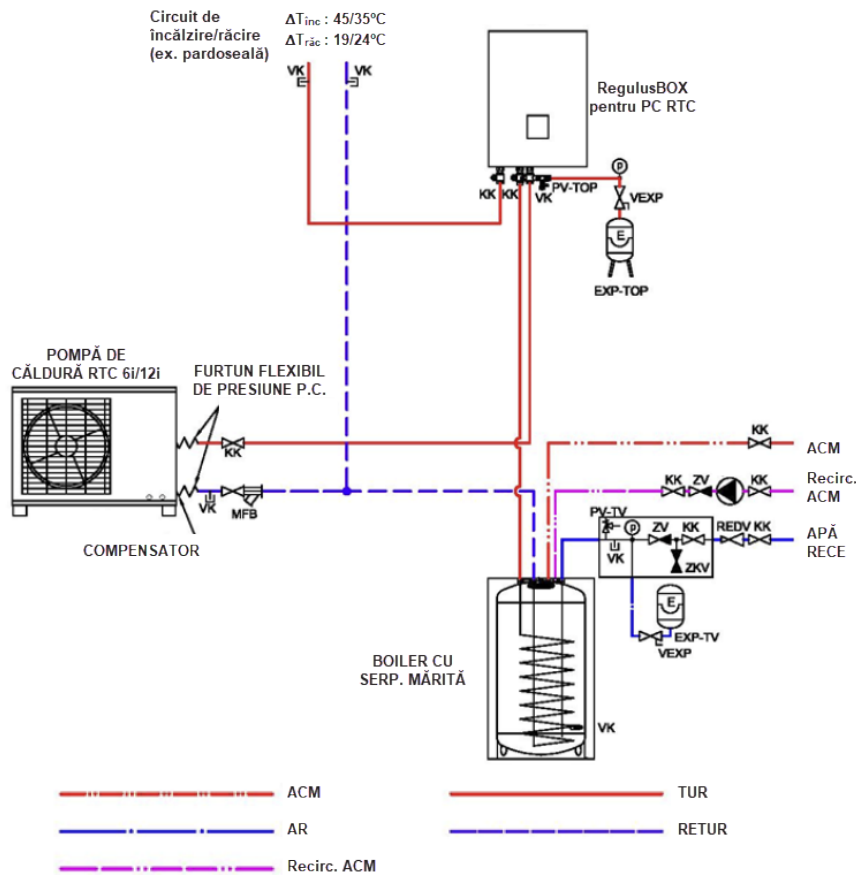 Circuit de
încălzire/răcire
(ex. pardoseală)
ΔTînc : 45/35°C
ΔTrăc : 19/24°C
VK
VK
RegulusBOX
pentru PC RTC
KK
KK
VK
PV-TOP
P
VEXP
E
EXP-TOP
POMPĂ DE
CĂLDURĂ RTC 6i/12i
FURTUN FLEXIBIL
DE PRESIUNE P.C.
KK
VK
MFB
COMPENSATOR
KK
ACM
KK
ZV
KK
Recirc.
ACM
PV-TV
P
VK
ZV
KK
ZKV
REDV
KK
APĂ
RECE
E
EXP-TV
VEXP
BOILER CU
SERP. MĂRITĂ
VK
ACM
TUR
AR
RETUR
Recirc. ACM